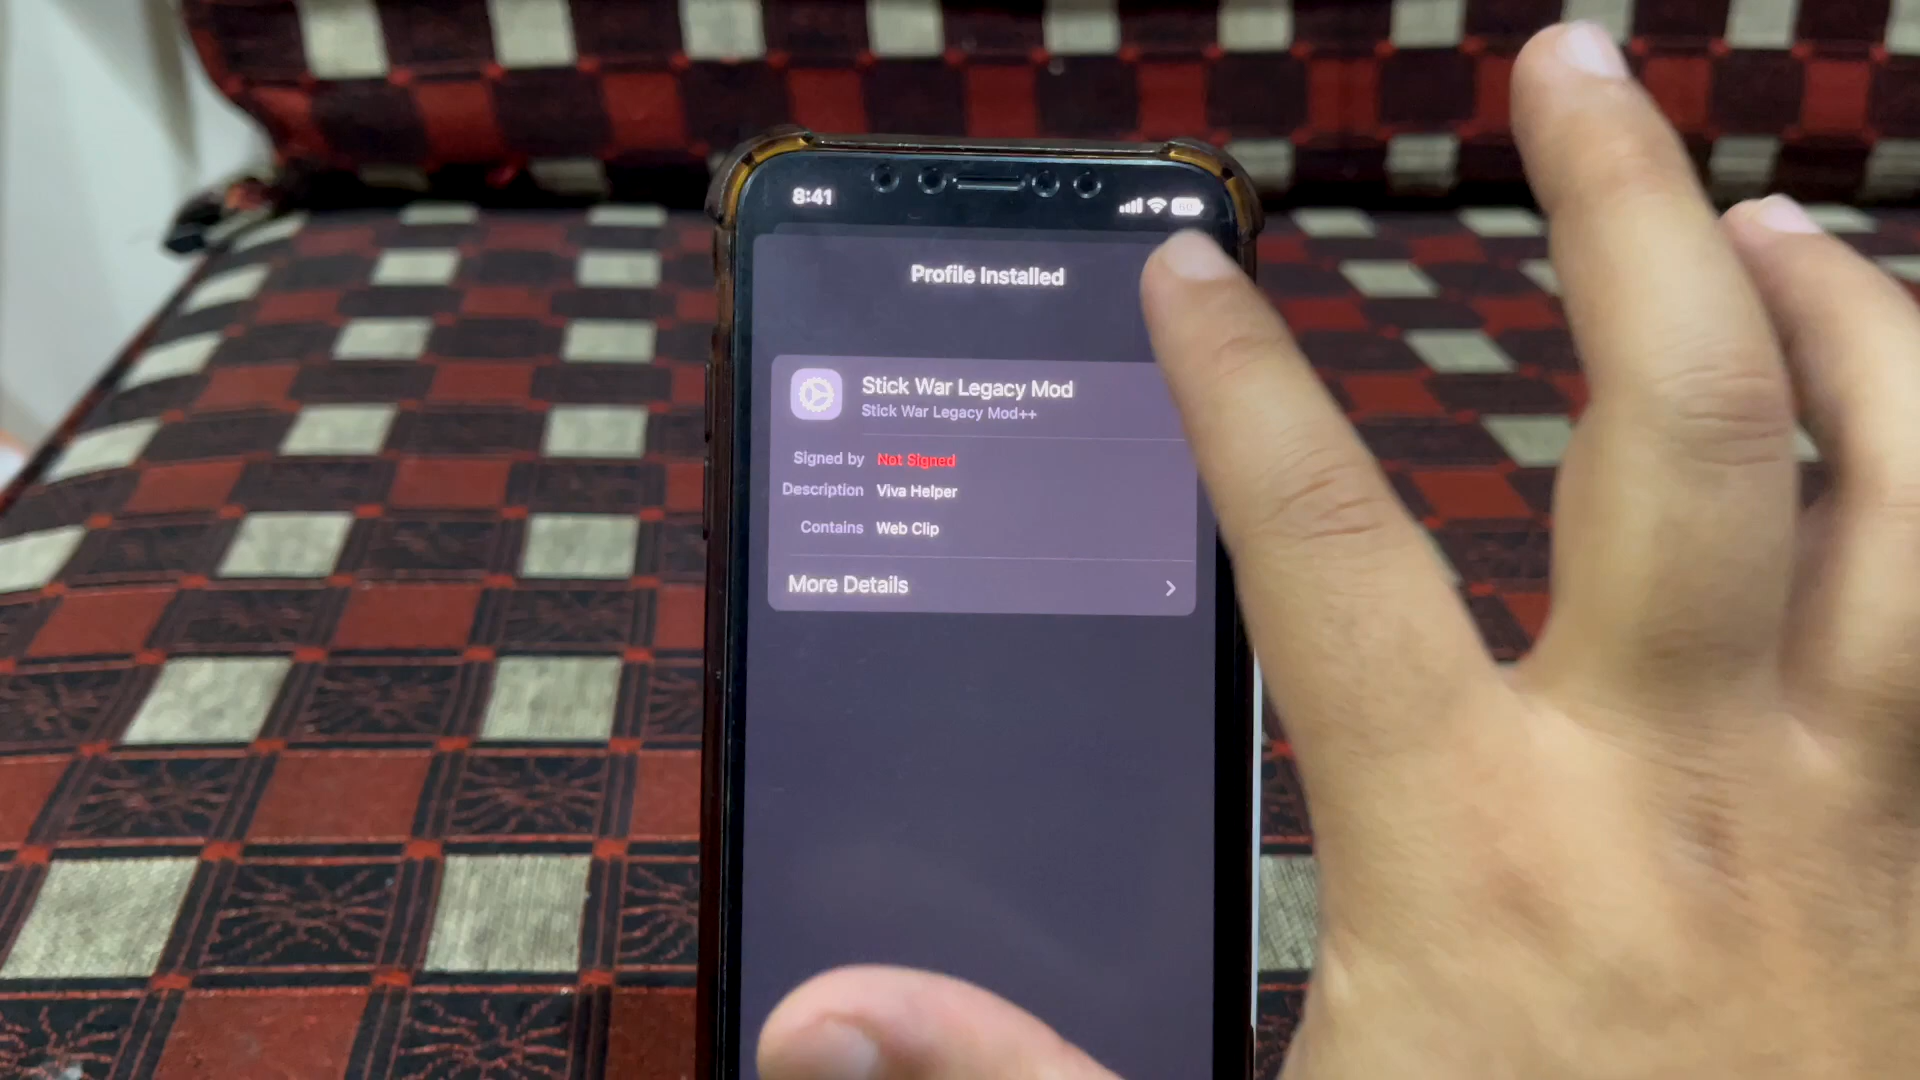 8:41
Profile Installed
Stick War Legacy Mod
Stick War Legacy Mod++
Signed by Not Signed
Description Viva Helper
Contains Web Clip
More Details